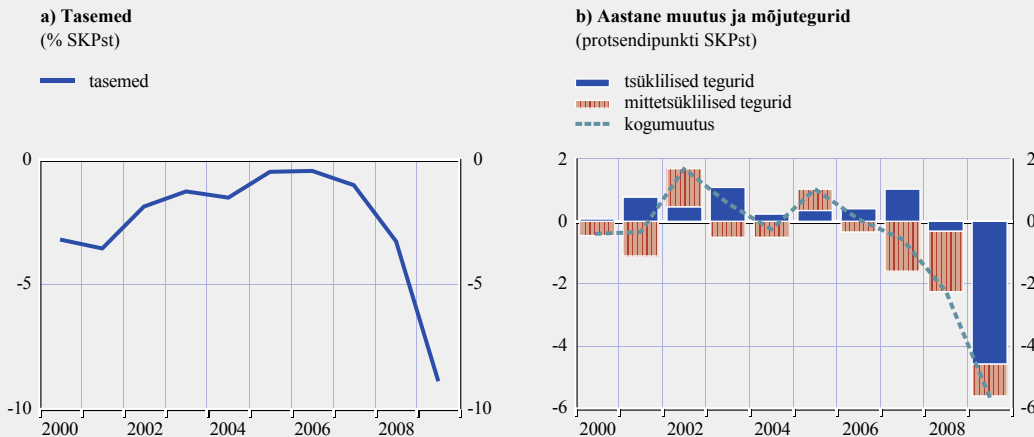 a) Tasemed
(% SKPst)
tasemed
0 0
-5 -5
-10 -10
2000 2002 2004 2006 2008
b) Aastane muutus ja mõjutegurid
(protsendipunkti SKPst)
tsüklilised tegurid
mittetsüklilised tegurid
kogumuutus
2 2
0 0
-2 -2
-4 -4
-6 -6
2000 2002 2004 2006 2008